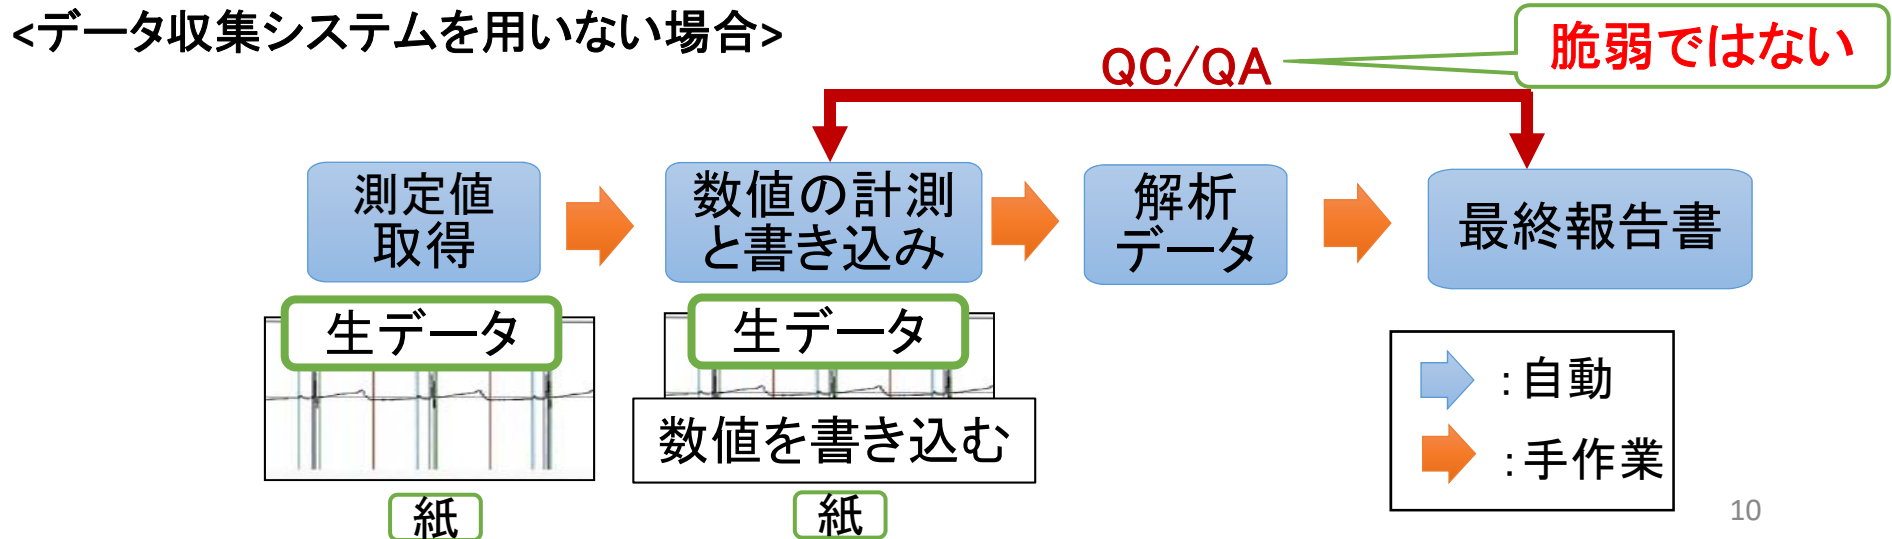 <データ収集システムを用いない場合>
脆弱ではない
QC/QA
測定値
取得
数値の計測
と書き込み
解析
データ
最終報告書
生データ
生データ
数値を書き込む
紙
紙
:自動
:手作業
10